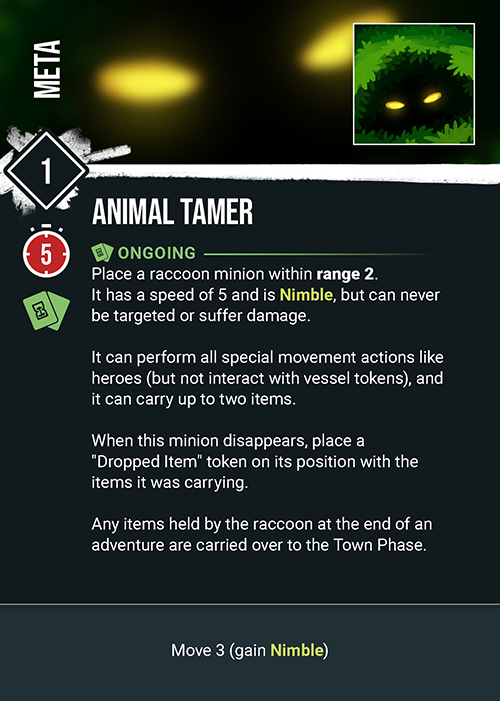 META
1
ANIMAL TAMER
5
ONGOING
Place a raccoon minion within range 2.
It has a speed of 5 and is Nimble, but can never
be targeted or suffer damage.
It can perform all special movement actions like
heroes (but not interact with vessel tokens), and
it can carry up to two items.
When this minion disappears, place a
"Dropped Item" token on its position with the
items it was carrying.
Any items held by the raccoon at the end of an
adventure are carried over to the Town Phase.
Move 3 (gain Nimble)